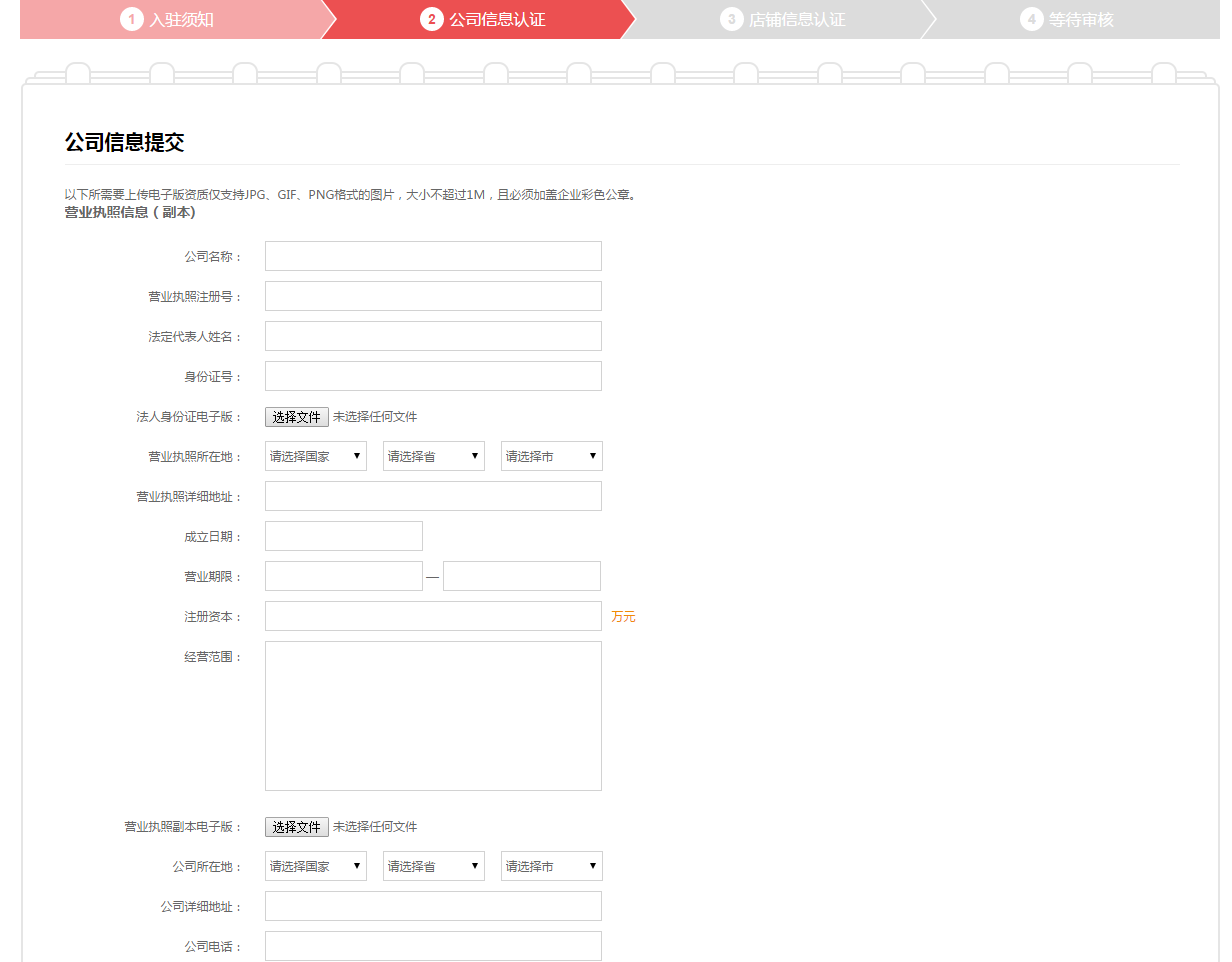 1 入驻须知 2 公司信息认证 3 店铺信息认证 4 等待审核
公司信息提交
以下所需要上传电子版资质仅支持JPG、GIF、PNG格式的图片，大小不超过1M，且必须加盖企业彩色公章。
营业执照信息（副本）
公司名称：
营业执照注册号：
法定代表人姓名：
身份证号：
法人身份证电子版： 选择文件 未选择任何文件
营业执照所在地： 请选择国家 请选择省 请选择市
营业执照详细地址：
成立日期：
营业期限： —
注册资本： 万元
经营范围：
营业执照副本电子版： 选择文件 未选择任何文件
公司所在地： 请选择国家 请选择省 请选择市
公司详细地址：
公司电话：